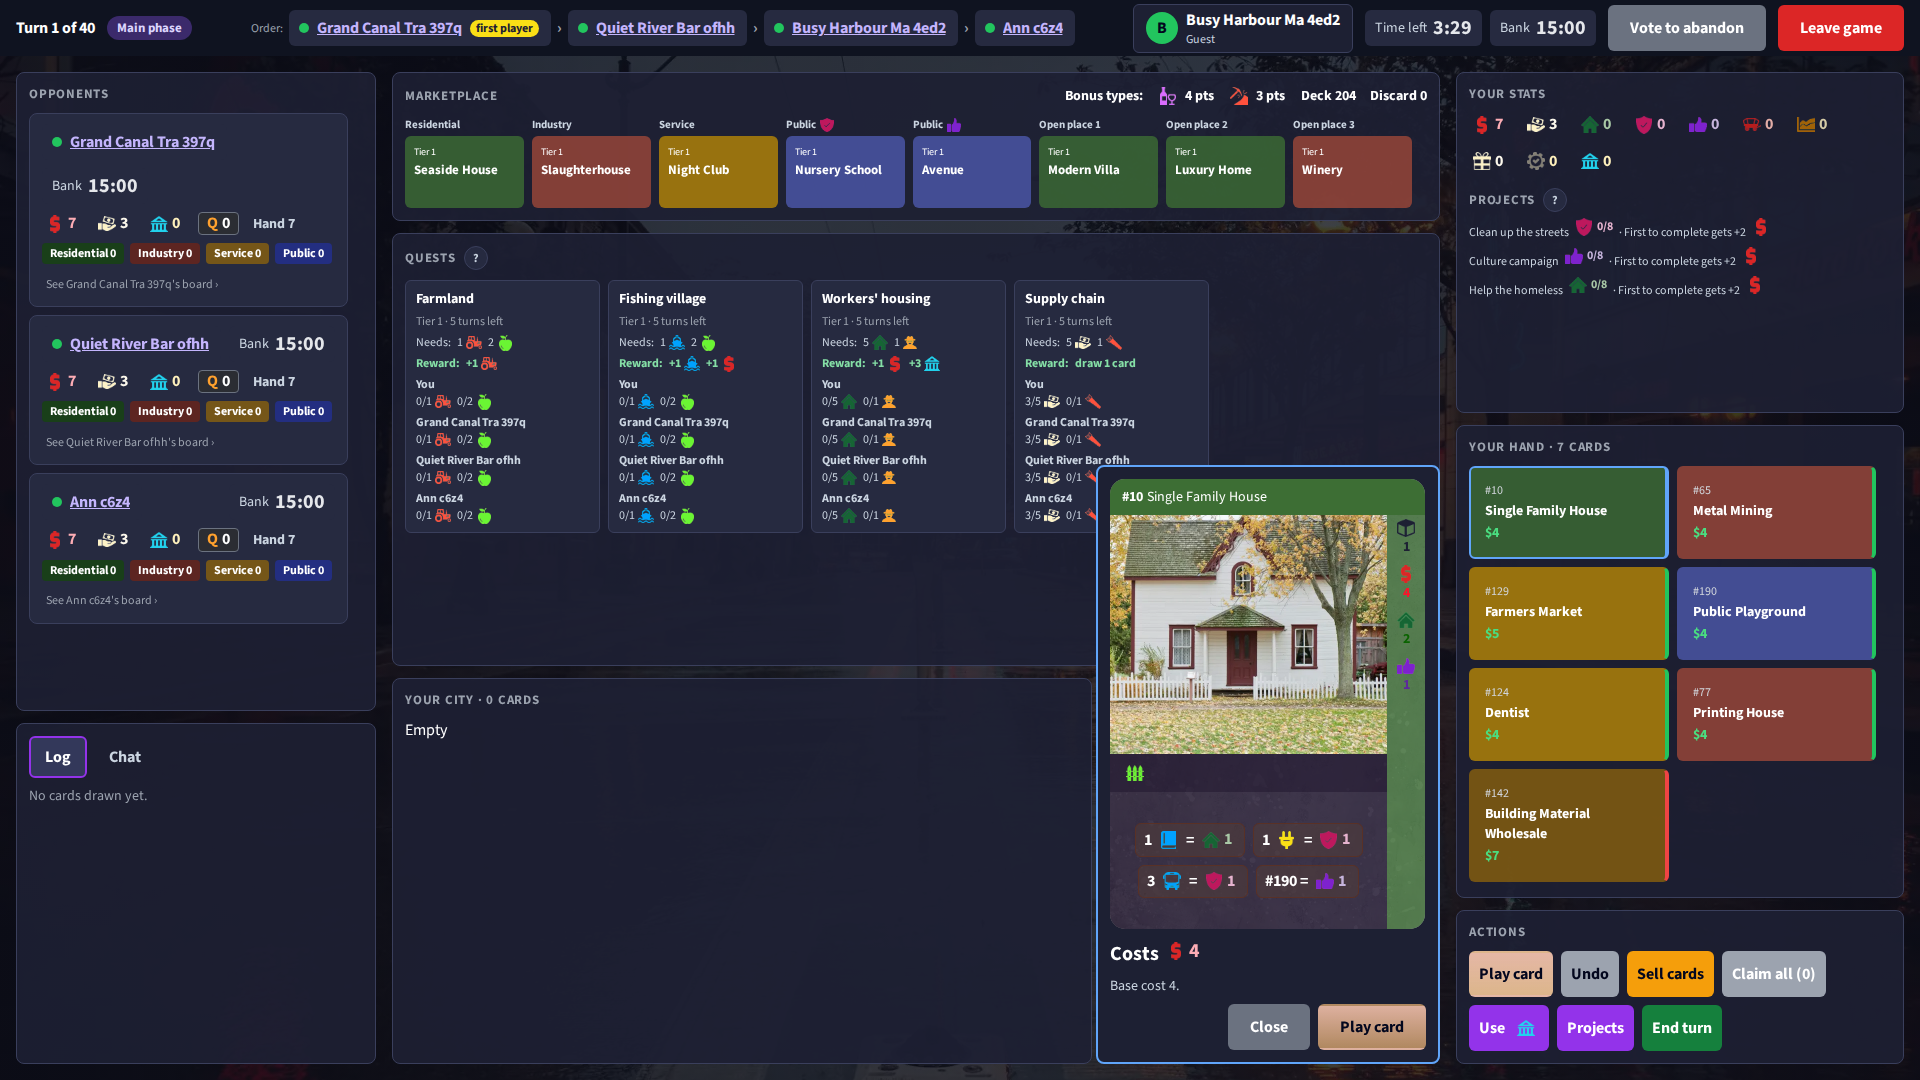 Turn 1 of 40
Main phase
Order:
Grand Canal Tra 397q first player › Quiet River Bar ofhh › Busy Harbour Ma 4ed2 › Ann c6z4
B
Busy Harbour Ma 4ed2
Guest
Time left 3:29
Bank 15:00
Vote to abandon
Leave game
OPPONENTS
Grand Canal Tra 397q
Bank 15:00
7 3 0 Q 0 Hand 7
Residential 0 Industry 0 Service 0 Public 0
See Grand Canal Tra 397q's board ›
Quiet River Bar ofhh Bank 15:00
7 3 0 Q 0 Hand 7
Residential 0 Industry 0 Service 0 Public 0
See Quiet River Bar ofhh's board ›
Ann c6z4 Bank 15:00
7 3 0 Q 0 Hand 7
Residential 0 Industry 0 Service 0 Public 0
See Ann c6z4's board ›
Log Chat
No cards drawn yet.
MARKETPLACE
Bonus types: 4 pts 3 pts Deck 204 Discard 0
Residential
Tier 1
Seaside House
Industry
Tier 1
Slaughterhouse
Service
Tier 1
Night Club
Public
Tier 1
Nursery School
Public
Tier 1
Avenue
Open place 1
Tier 1
Modern Villa
Open place 2
Tier 1
Luxury Home
Open place 3
Tier 1
Winery
QUESTS ?
Farmland
Tier 1 · 5 turns left
Needs: 1 2
Reward: +1
You
0/1 0/2
Grand Canal Tra 397q
0/1 0/2
Quiet River Bar ofhh
0/1 0/2
Ann c6z4
0/1 0/2
Fishing village
Tier 1 · 5 turns left
Needs: 1 2
Reward: +1 +1
You
0/1 0/2
Grand Canal Tra 397q
0/1 0/2
Quiet River Bar ofhh
0/1 0/2
Ann c6z4
0/1 0/2
Workers' housing
Tier 1 · 5 turns left
Needs: 5 1
Reward: +1 +3
You
0/5 0/1
Grand Canal Tra 397q
0/5 0/1
Quiet River Bar ofhh
0/5 0/1
Ann c6z4
0/5 0/1
Supply chain
Tier 1 · 5 turns left
Needs: 5 1
Reward: draw 1 card
You
3/5 0/1
Grand Canal Tra 397q
3/5 0/1
Quiet River Bar ofhh
3/5 0/1
Ann c6z4
3/5 0/1
YOUR CITY · 0 CARDS
Empty
#10 Single Family House
1
4
2
1
1 = 1 1 = 1
3 = 1 #190 = 1
Costs $ 4
Base cost 4.
Close Play card
YOUR STATS
7 3 0 0 0 0 0
0 0 0
PROJECTS ?
Clean up the streets 0/8 · First to complete gets +2
Culture campaign 0/8 · First to complete gets +2
Help the homeless 0/8 · First to complete gets +2
YOUR HAND · 7 CARDS
#10
Single Family House
$4
#65
Metal Mining
$4
#129
Farmers Market
$5
#190
Public Playground
$4
#124
Dentist
$4
#77
Printing House
$4
#142
Building Material
Wholesale
$7
ACTIONS
Play card Undo Sell cards Claim all (0)
Use Projects End turn